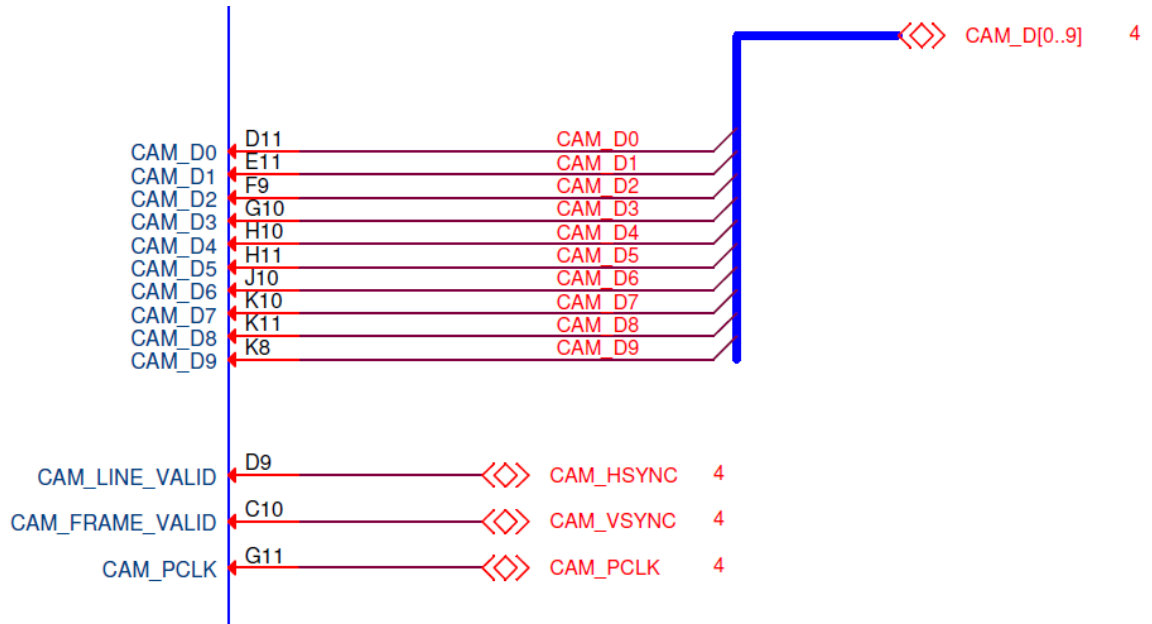 CAM_D[0..9] 4
CAM_D0 D11 CAM_D0
CAM_D1 E11 CAM_D1
CAM_D2 F9 CAM_D2
CAM_D3 G10 CAM_D3
CAM_D4 H10 CAM_D4
CAM_D5 H11 CAM_D5
CAM_D6 J10 CAM_D6
CAM_D7 K10 CAM_D7
CAM_D8 K11 CAM_D8
CAM_D9 K8 CAM_D9
CAM_LINE_VALID D9 CAM_HSYNC 4
CAM_FRAME_VALID C10 CAM_VSYNC 4
CAM_PCLK G11 CAM_PCLK 4